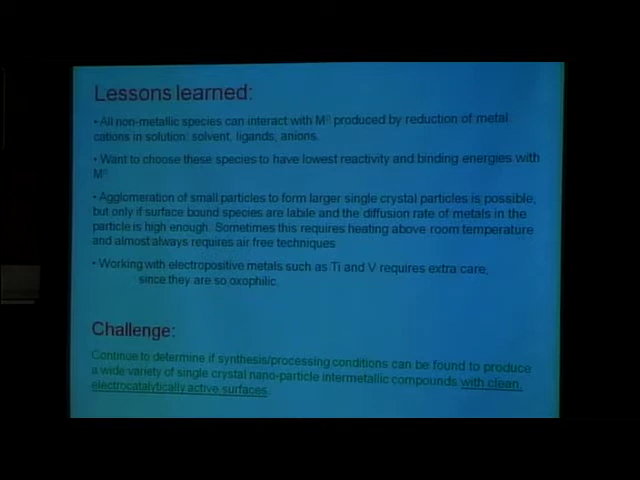 Lessons learned:
• All non-metallic species can interact with M⁰ produced by reduction of metal
cations in solution: solvent, ligands, anions.
• Want to choose these species to have lowest reactivity and binding energies with
M⁰
• Agglomeration of small particles to form larger single crystal particles is possible,
but only if surface bound species are labile and the diffusion rate of metals in the
particle is high enough. Sometimes this requires heating above room temperature
and almost always requires air free techniques
• Working with electropositive metals such as Ti and V requires extra care,
since they are so oxophilic.
Challenge:
Continue to determine if synthesis/processing conditions can be found to produce
a wide variety of single crystal nano-particle intermetallic compounds with clean,
electrocatalytically active surfaces.